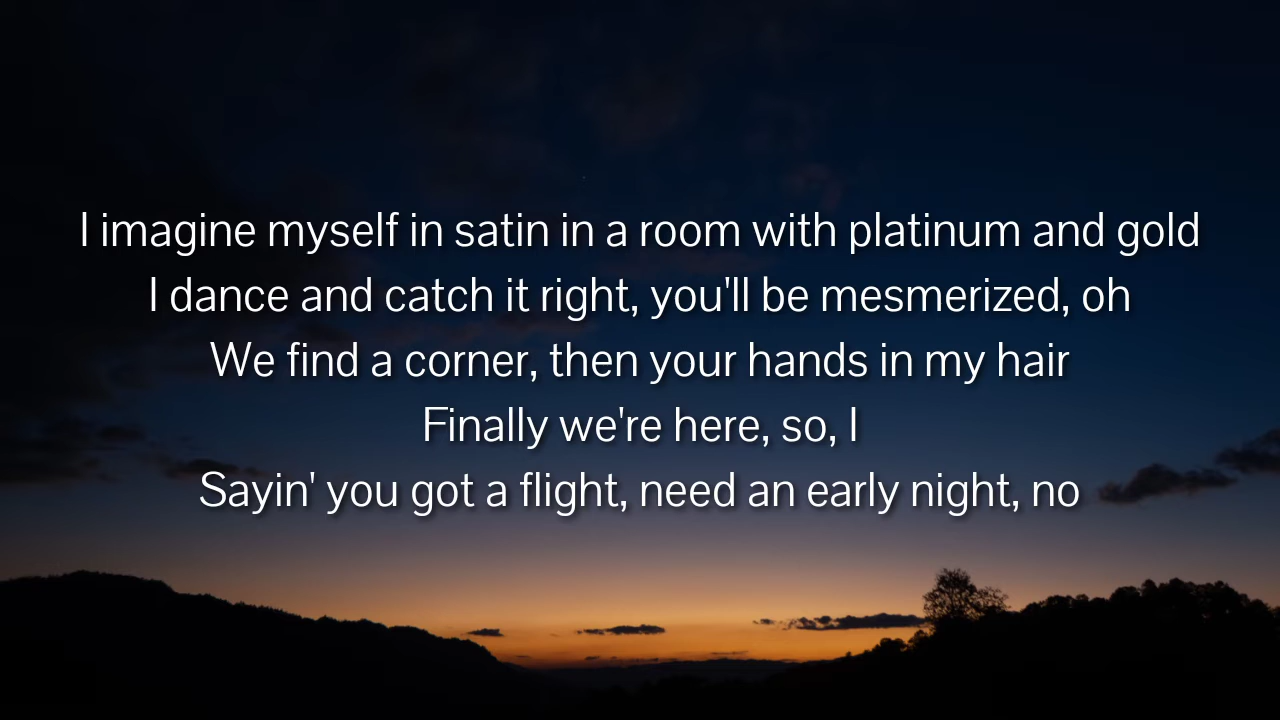 I imagine myself in satin in a room with platinum and gold
I dance and catch it right, you'll be mesmerized, oh
We find a corner, then your hands in my hair
Finally we're here, so, I
Sayin' you got a flight, need an early night, no